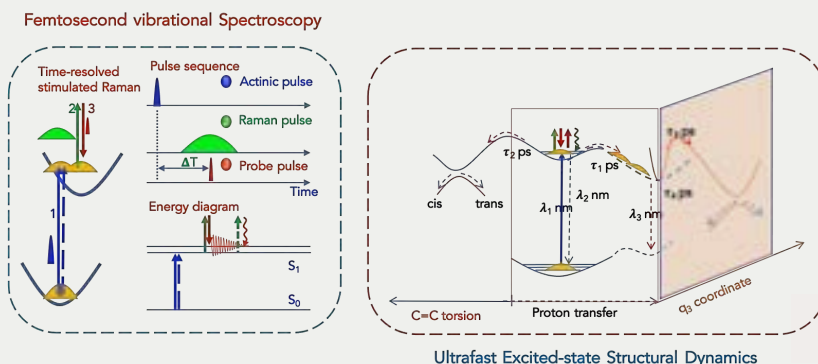 Femtosecond vibrational Spectroscopy
Time-resolved
stimulated Raman
2 3
1
Pulse sequence
Actinic pulse
Raman pulse
ΔT
Probe pulse
Time
Energy diagram
S1
S0
τ2 ps
τ1 ps
cis
trans
λ1 nm
λ2 nm
λ3 nm
C=C torsion
Proton transfer
q3 coordinate
Ultrafast Excited-state Structural Dynamics